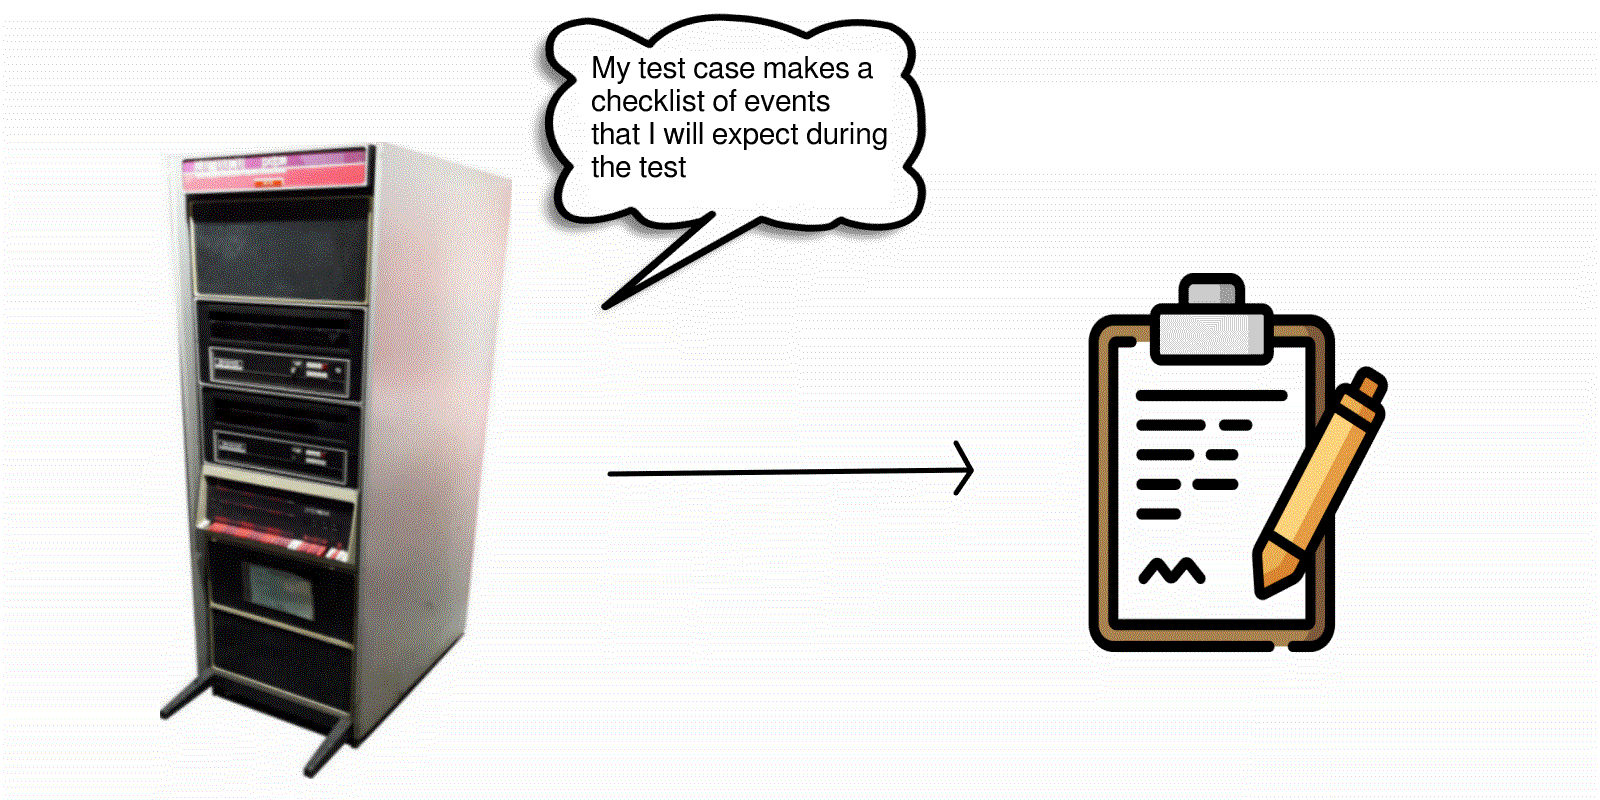 My test case makes a
checklist of events
that I will expect during
the test